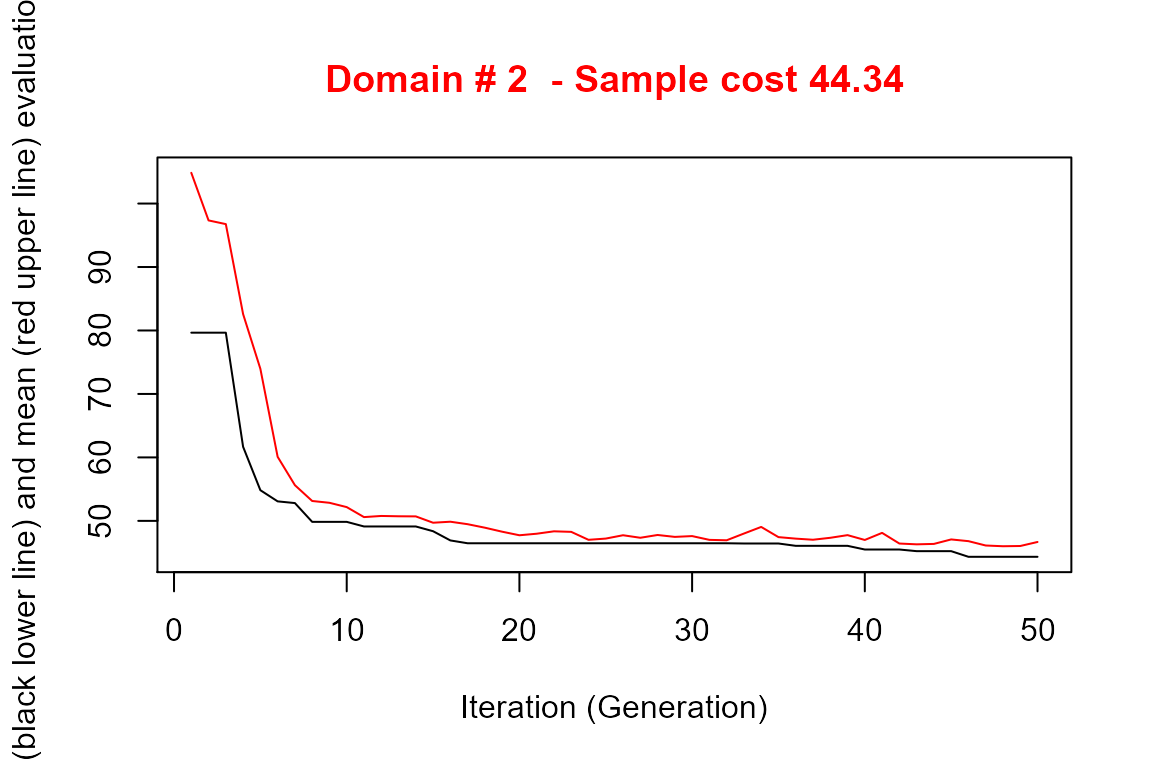 Domain # 2  - Sample cost 44.34
(black lower line) and mean (red upper line) evaluatio
90
80
70
60
50
0 10 20 30 40 50
Iteration (Generation)